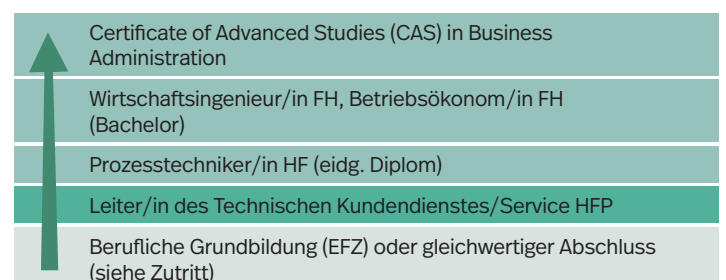 Certificate of Advanced Studies (CAS) in Business
Administration
Wirtschaftsingenieur/in FH, Betriebsökonom/in FH
(Bachelor)
Prozesstechniker/in HF (eidg. Diplom)
Leiter/in des Technischen Kundendienstes/Service HFP
Berufliche Grundbildung (EFZ) oder gleichwertiger Abschluss
(siehe Zutritt)